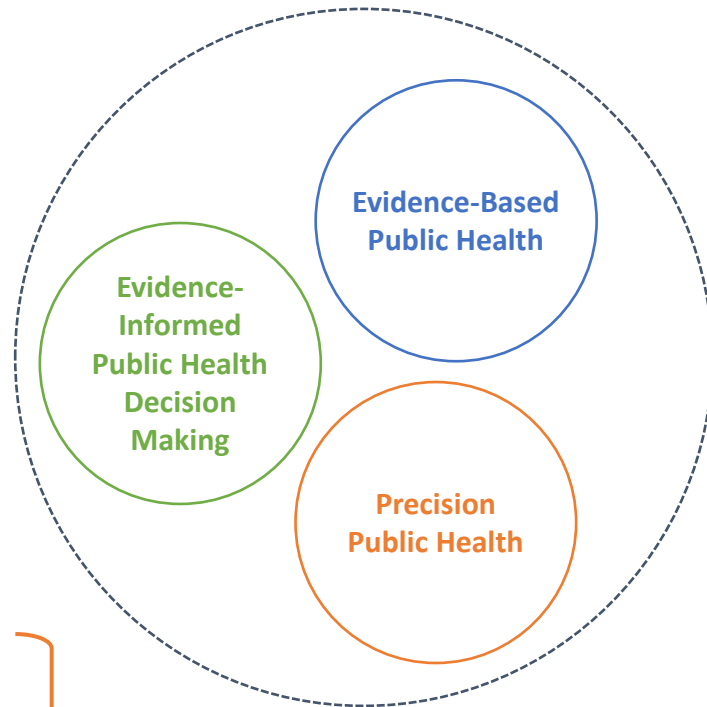 Evidence-Based
Public Health
Evidence-
Informed
Public Health
Decision
Making
Precision
Public Health